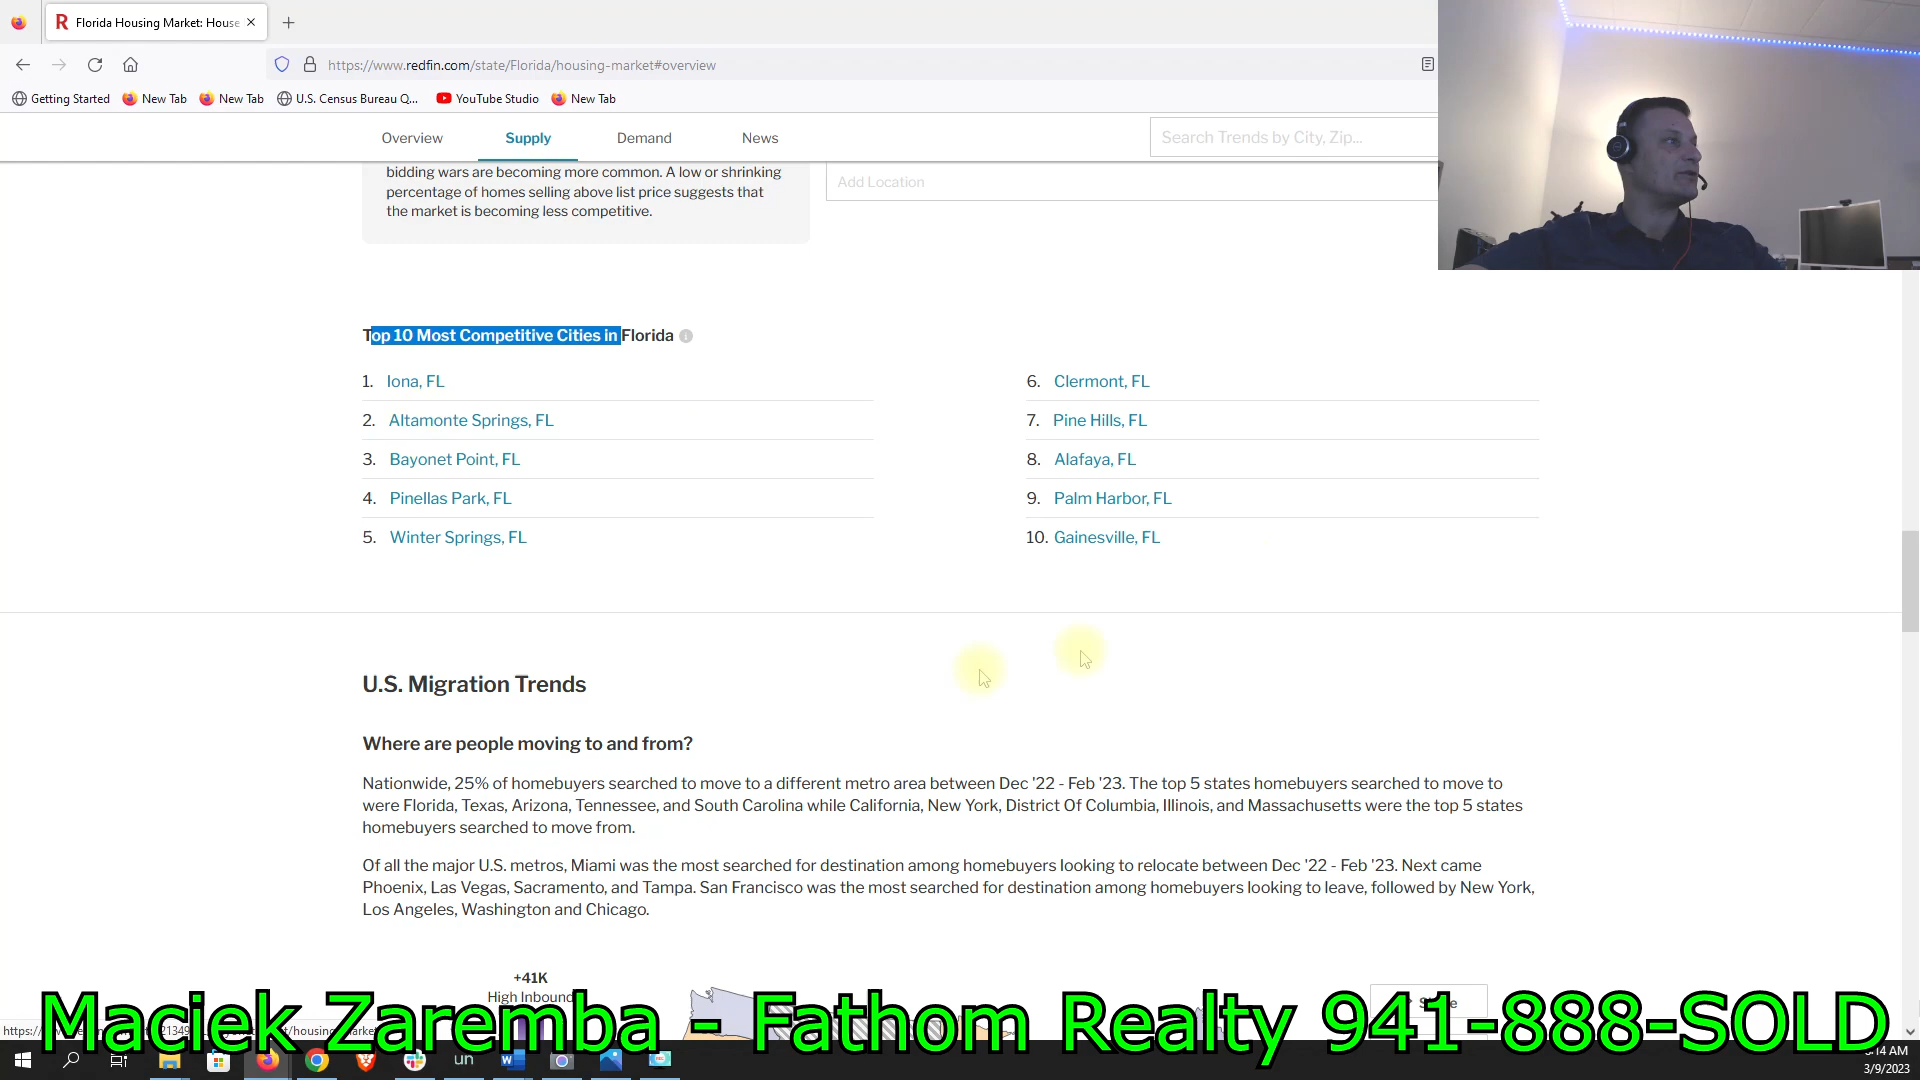 Florida Housing Market: House
https://www.redfin.com/state/Florida/housing-market#overview
Getting Started New Tab New Tab U.S. Census Bureau Q... YouTube Studio New Tab
Overview Supply Demand News Search Trends by City, Zip...
bidding wars are becoming more common. A low or shrinking
percentage of homes selling above list price suggests that
the market is becoming less competitive.
Add Location
Top 10 Most Competitive Cities in Florida
1. Iona, FL
2. Altamonte Springs, FL
3. Bayonet Point, FL
4. Pinellas Park, FL
5. Winter Springs, FL
6. Clermont, FL
7. Pine Hills, FL
8. Alafaya, FL
9. Palm Harbor, FL
10. Gainesville, FL
U.S. Migration Trends
Where are people moving to and from?
Nationwide, 25% of homebuyers searched to move to a different metro area between Dec '22 - Feb '23. The top 5 states homebuyers searched to move to
were Florida, Texas, Arizona, Tennessee, and South Carolina while California, New York, District Of Columbia, Illinois, and Massachusetts were the top 5 states
homebuyers searched to move from.
Of all the major U.S. metros, Miami was the most searched for destination among homebuyers looking to relocate between Dec '22 - Feb '23. Next came
Phoenix, Las Vegas, Sacramento, and Tampa. San Francisco was the most searched for destination among homebuyers looking to leave, followed by New York,
Los Angeles, Washington and Chicago.
+41K
High Inbound
Maciek Zaremba - Fathom Realty 941-888-SOLD
un
3/9/2023